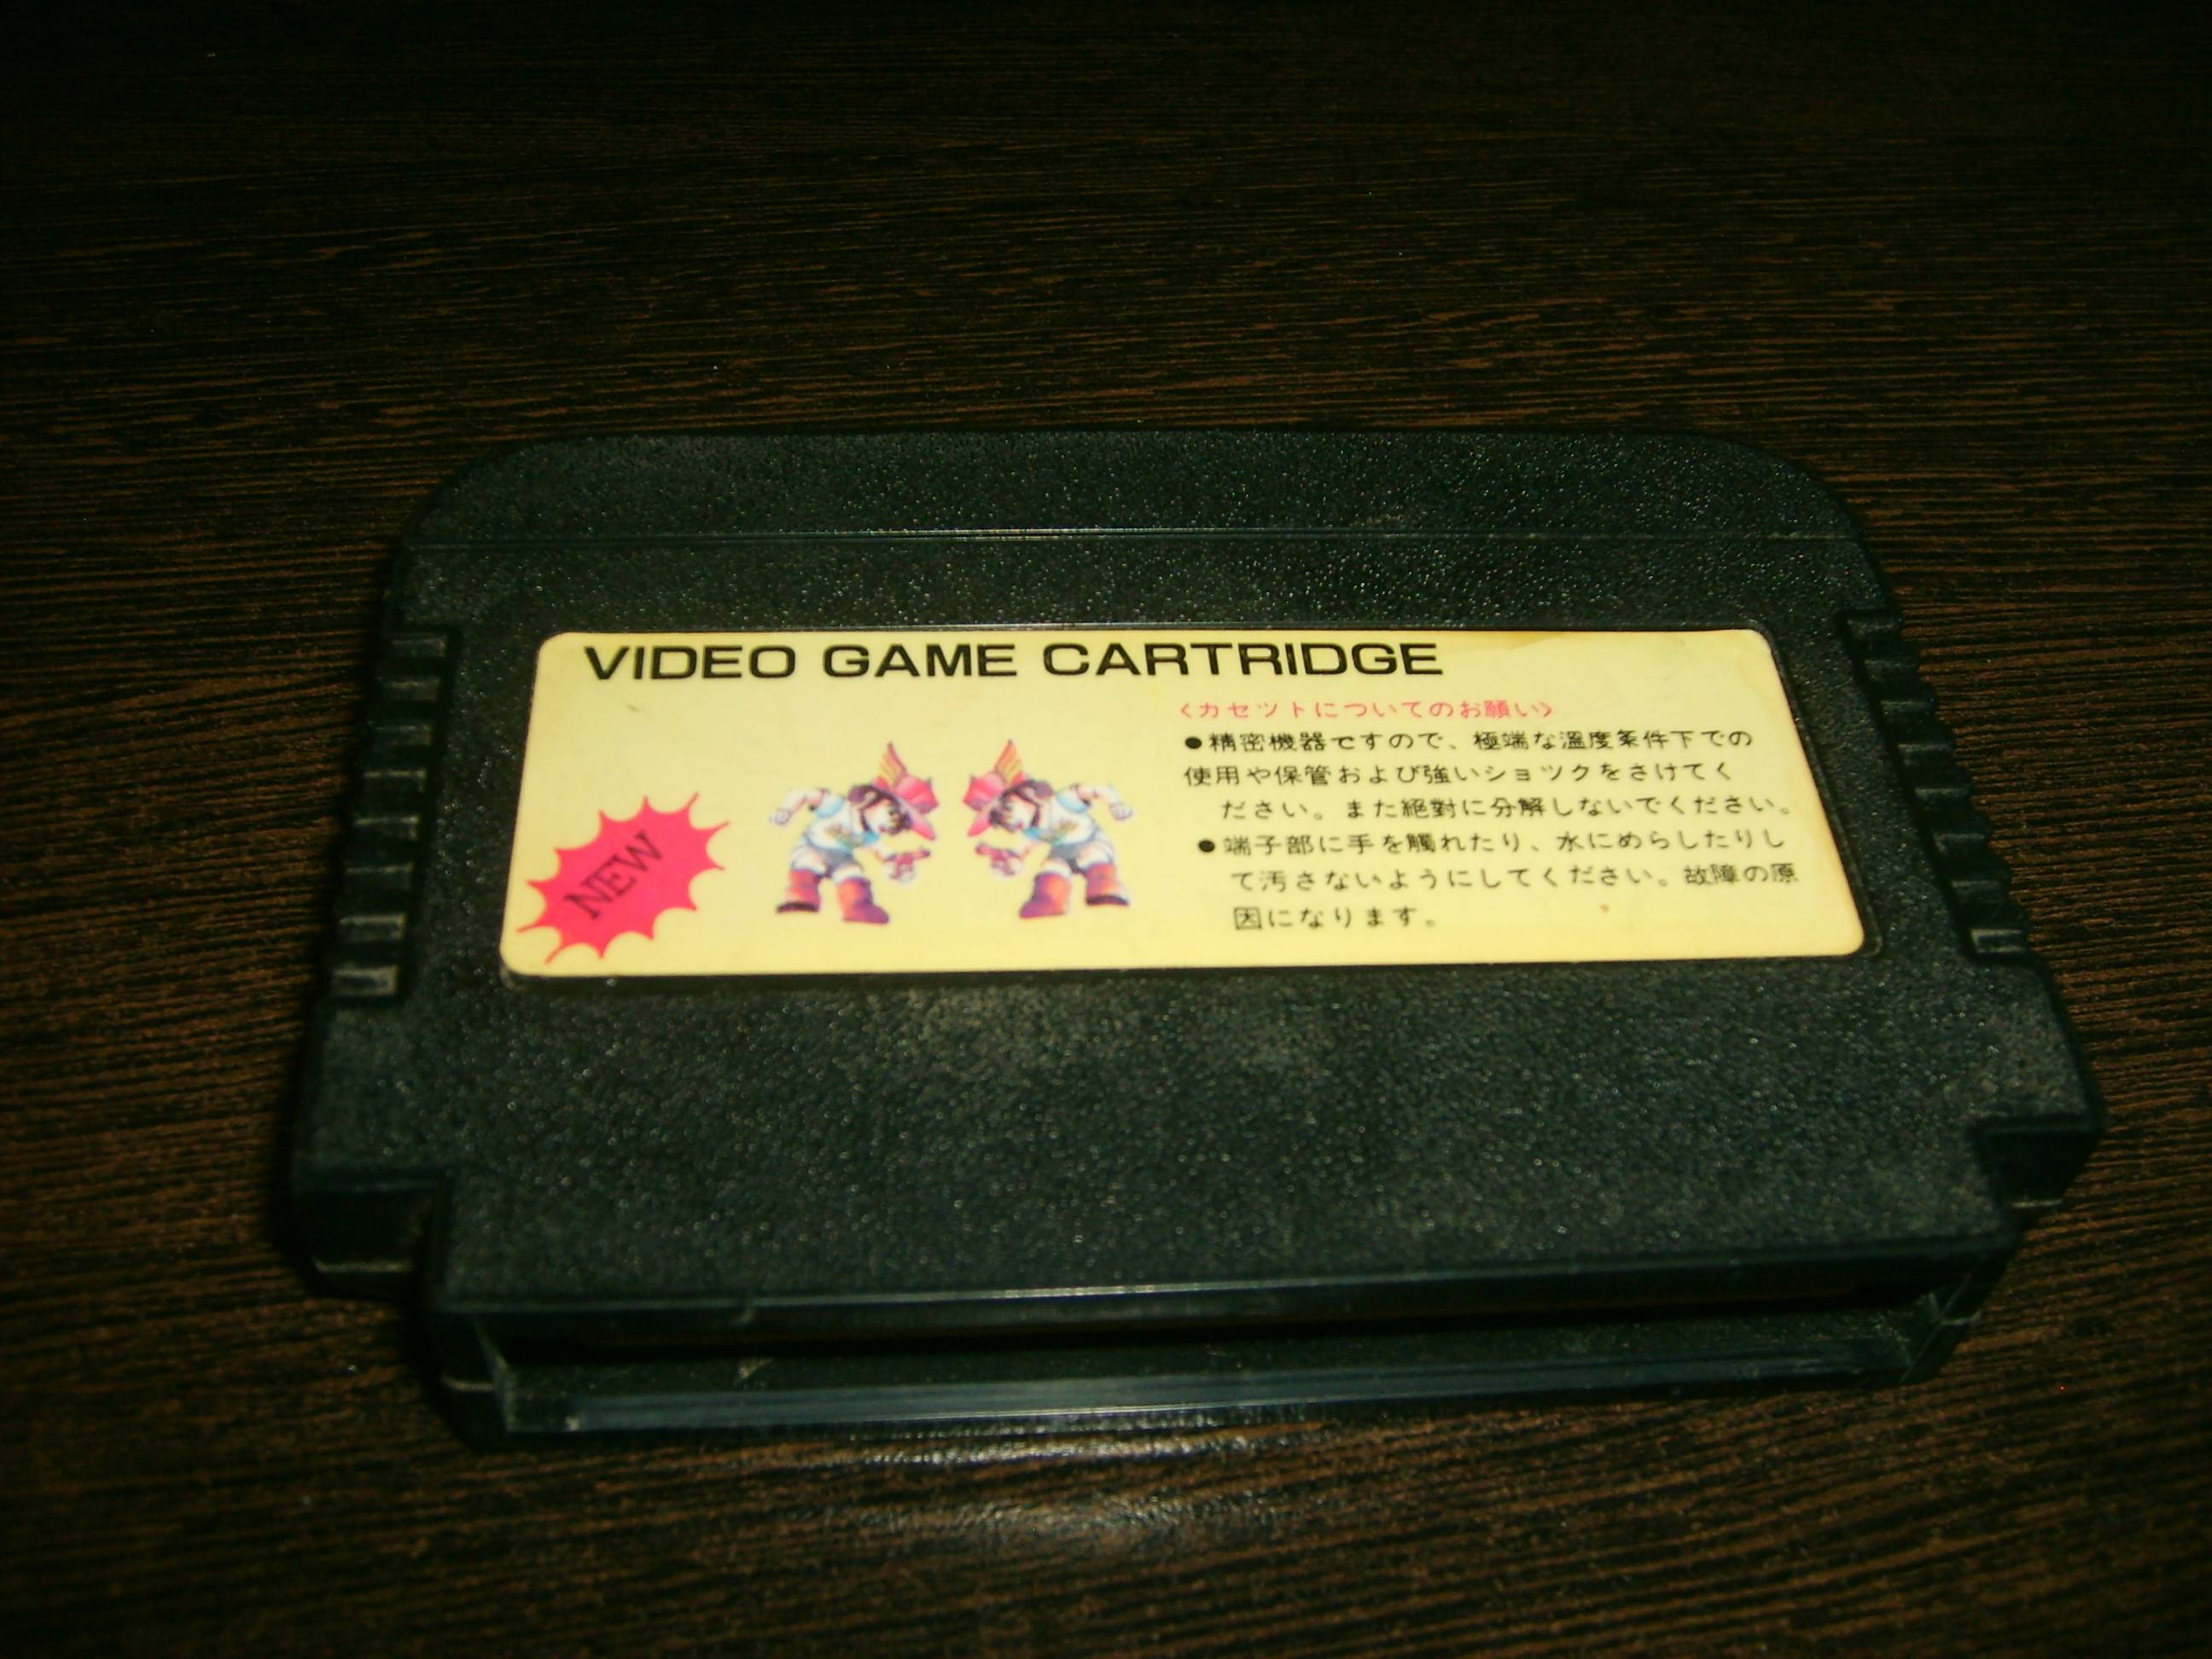 VIDEO GAME CARTRIDGE
〈カセツトについてのお願い〉
●精密機器ですので、極端な温度条件下での
使用や保管および強いショツクをさけてく
ださい。また絕對に分解しないでください。
●端子部に手を觸れたり、水にめらしたりし
て汚さないようにしてください。故障の原
因になります。
NEW